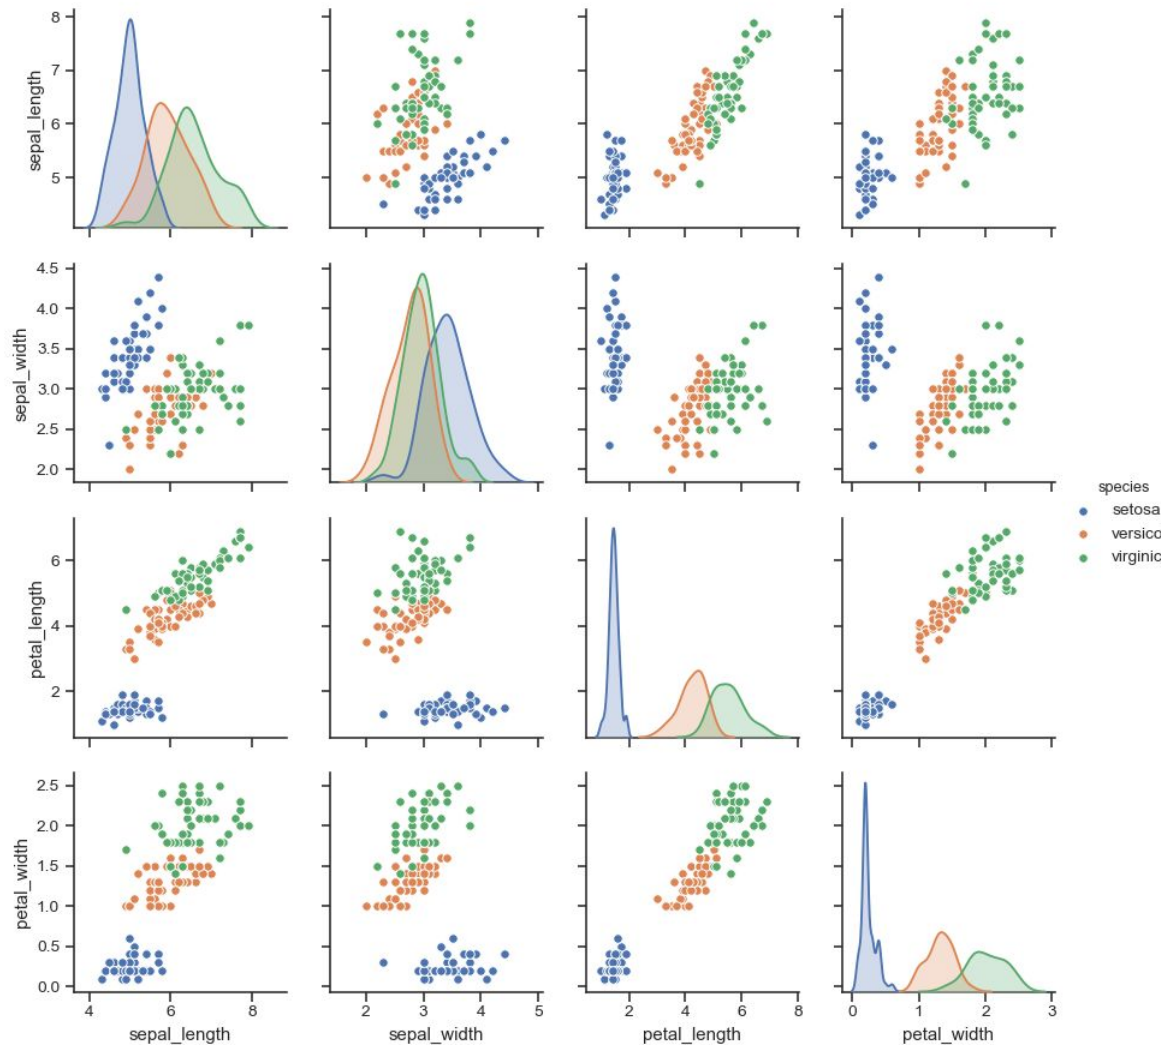 8
7
6
5
sepal_length
4 6 8
2 3 4 5
2 4 6 8
0 1 2 3
4.5
4.0
3.5
3.0
2.5
2.0
sepal_width
species
setosa
versico
virginic
6
4
2
petal_length
2.5
2.0
1.5
1.0
0.5
0.0
petal_width
sepal_length
sepal_width
petal_length
petal_width